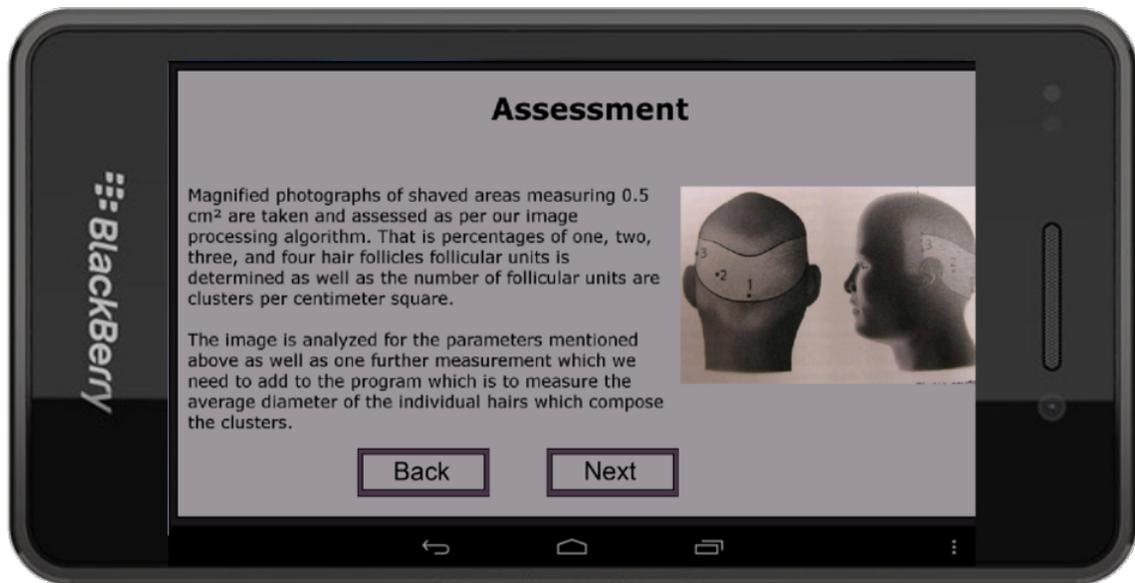 BlackBerry
Assessment
Magnified photographs of shaved areas measuring 0.5
cm² are taken and assessed as per our image
processing algorithm. That is percentages of one, two,
three, and four hair follicles follicular units is
determined as well as the number of follicular units are
clusters per centimeter square.
The image is analyzed for the parameters mentioned
above as well as one further measurement which we
need to add to the program which is to measure the
average diameter of the individual hairs which compose
the clusters.
3
2
1
3
2
Back
Next